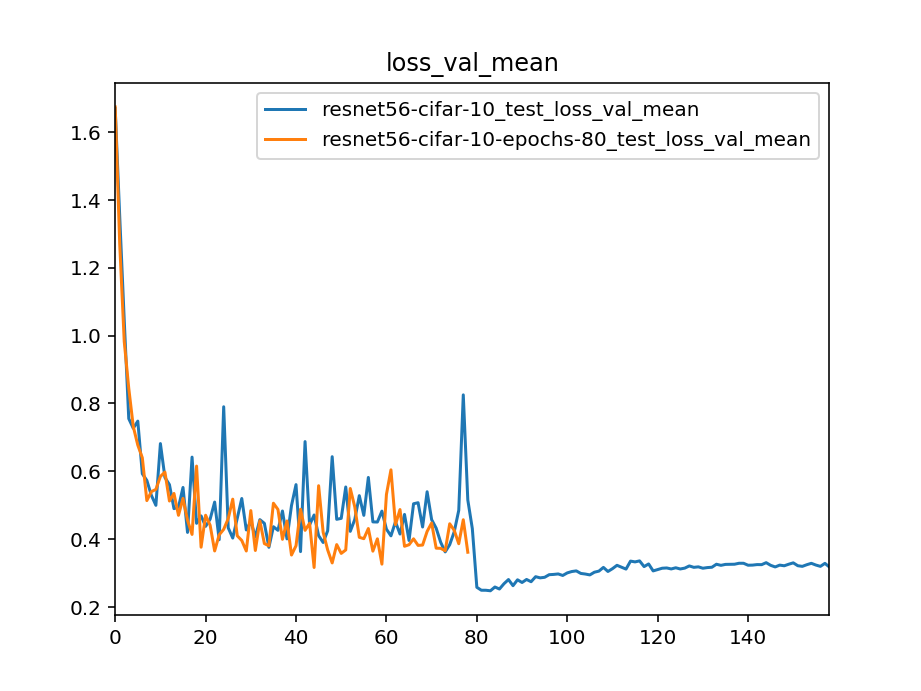 loss_val_mean
resnet56-cifar-10_test_loss_val_mean
resnet56-cifar-10-epochs-80_test_loss_val_mean
1.6
1.4
1.2
1.0
0.8
0.6
0.4
0.2
0 20 40 60 80 100 120 140